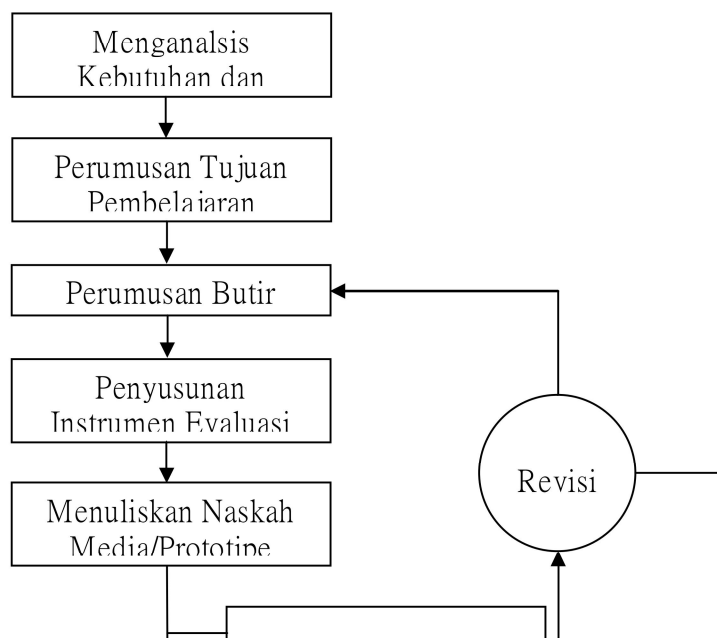 Menganalsis
Kebutuhan dan
Perumusan Tujuan
Pembelajaran
Perumusan Butir
Penyusunan
Instrumen Evaluasi
Menuliskan Naskah
Media/Prototipe
Revisi